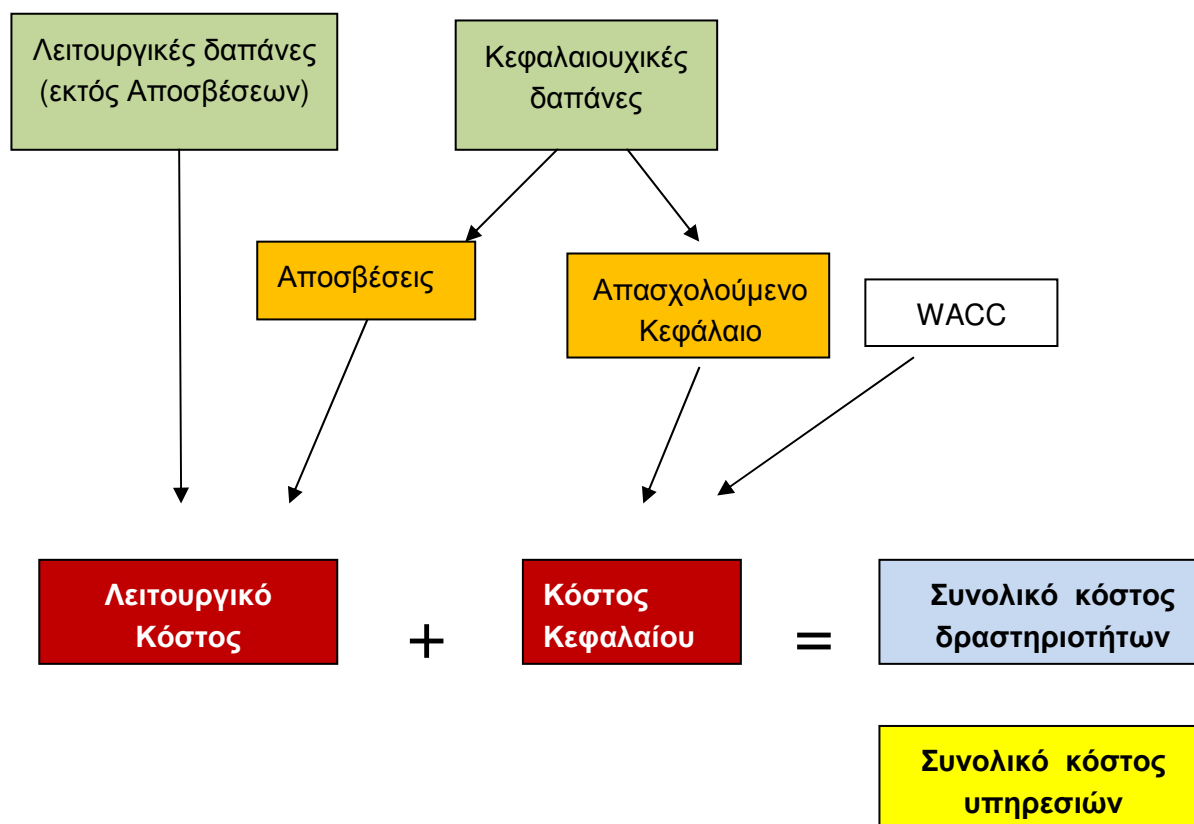 Λειτουργικές δαπάνες
(εκτός Αποσβέσεων)
Κεφαλαιουχικές
δαπάνες
Αποσβέσεις
Απασχολούμενο
Κεφάλαιο
WACC
Λειτουργικό
Κόστος
+
Κόστος
Κεφαλαίου
=
Συνολικό κόστος
δραστηριοτήτων
Συνολικό κόστος
υπηρεσιών